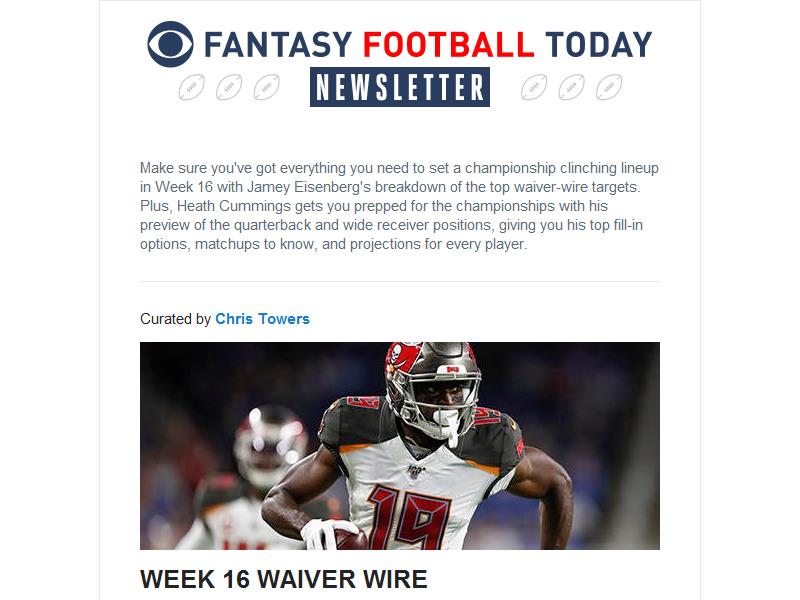 FANTASY FOOTBALL TODAY
NEWSLETTER
Make sure you've got everything you need to set a championship clinching lineup
in Week 16 with Jamey Eisenberg's breakdown of the top waiver-wire targets.
Plus, Heath Cummings gets you prepped for the championships with his
preview of the quarterback and wide receiver positions, giving you his top fill-in
options, matchups to know, and projections for every player.
Curated by Chris Towers
19
19
19
WEEK 16 WAIVER WIRE